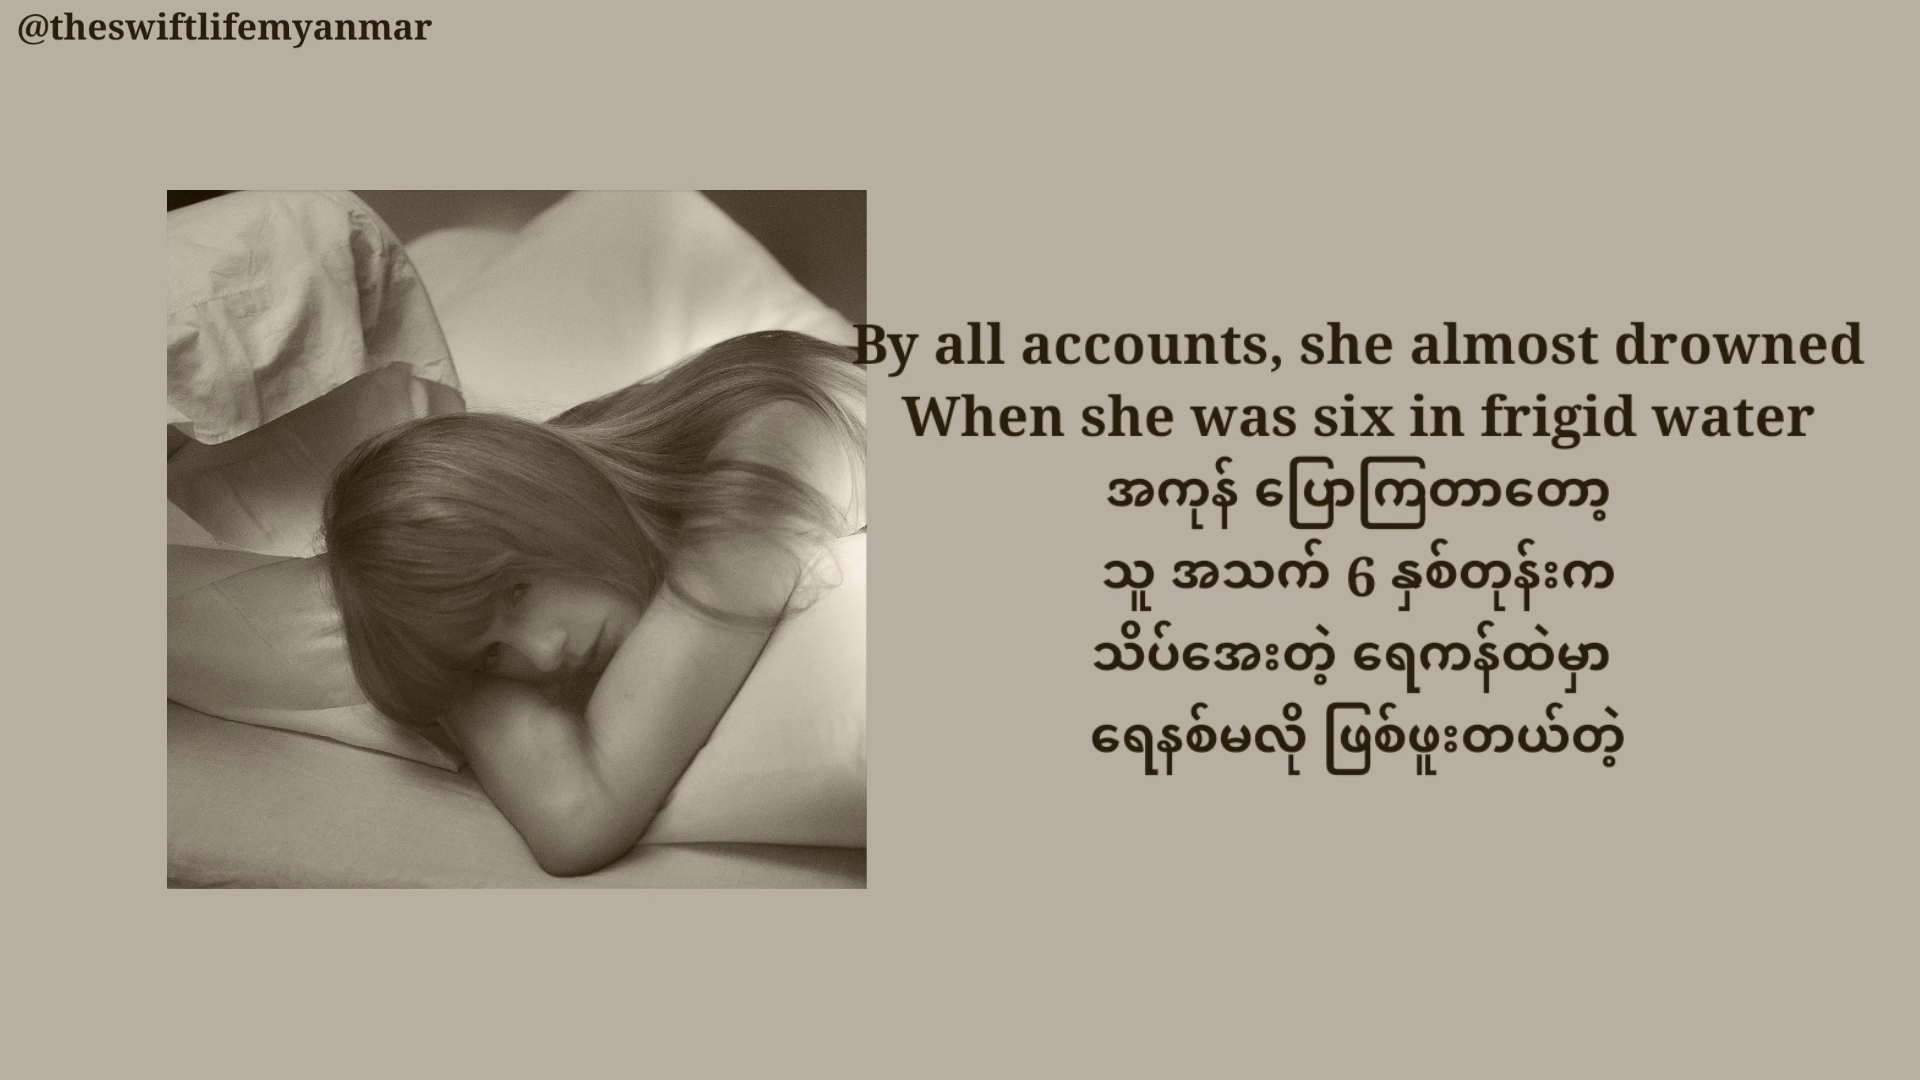 @theswiftlifemyanmar
By all accounts, she almost drowned
When she was six in frigid water
အကုန် ပြောကြတာတော့
သူ အသက် 6 နှစ်တုန်းက
သိပ်အေးတဲ့ ရေကန်ထဲမှာ
ရေနစ်မလို ဖြစ်ဖူးတယ်တဲ့